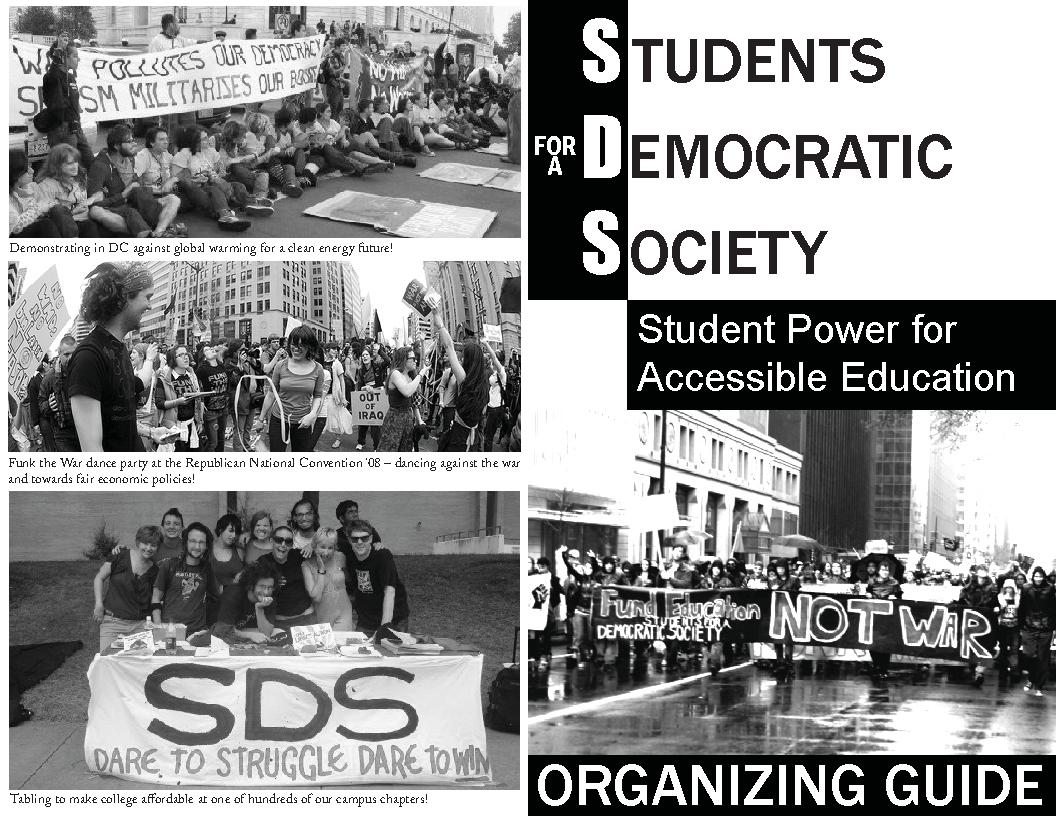 POLLUTES OUR DEMOCRACY
SM MILITARISES OUR BORDERS
Demonstrating in DC against global warming for a clean energy future!
OUT
OF
IRAQ
Funk the War dance party at the Republican National Convention '08 – dancing against the war
and towards fair economic policies!
SDS
DARE TO STRUGGLE DARE TO WIN
Tabling to make college affordable at one of hundreds of our campus chapters!
STUDENTS
FOR
A
DEMOCRATIC
SOCIETY
Student Power for
Accessible Education
Fund Education
STUDENTS FOR A
DEMOCRATIC SOCIETY
NOT WAR
ORGANIZING GUIDE